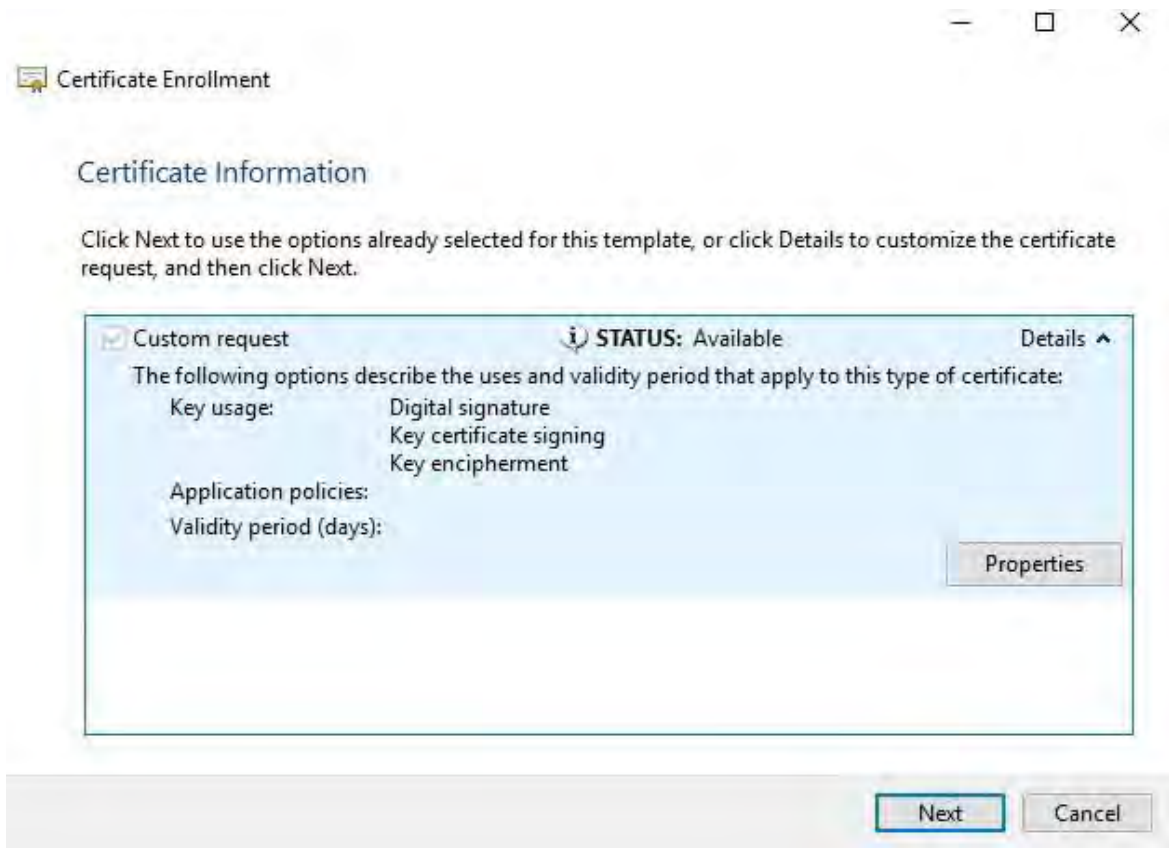 Certificate Enrollment
Certificate Information
Click Next to use the options already selected for this template, or click Details to customize the certificate
request, and then click Next.
Custom request STATUS: Available Details
The following options describe the uses and validity period that apply to this type of certificate:
Key usage: Digital signature
Key certificate signing
Key encipherment
Application policies:
Validity period (days):
Properties
Next Cancel